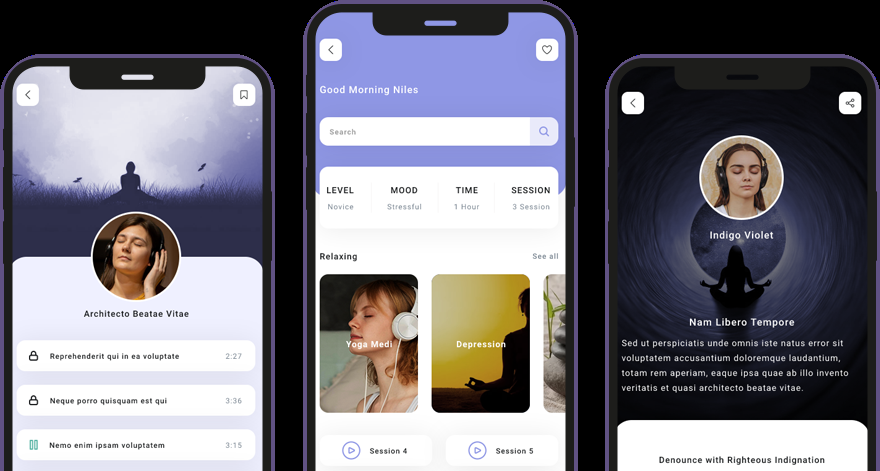 Architecto Beatae Vitae
Reprehenderit qui in ea voluptate 2:27
Neque porro quisquam est qui 3:36
Nemo enim ipsam voluptatem 3:15
Good Morning Niles
Search
LEVEL MOOD TIME SESSION
Novice Stressful 1 Hour 3 Session
Relaxing See all
Yoga Medi Depression
Session 4 Session 5
Indigo Violet
Nam Libero Tempore
Sed ut perspiciatis unde omnis iste natus error sit
voluptatem accusantium doloremque laudantium,
totam rem aperiam, eaque ipsa quae ab illo invento
veritatis et quasi architecto beatae vitae.
Denounce with Righteous Indignation